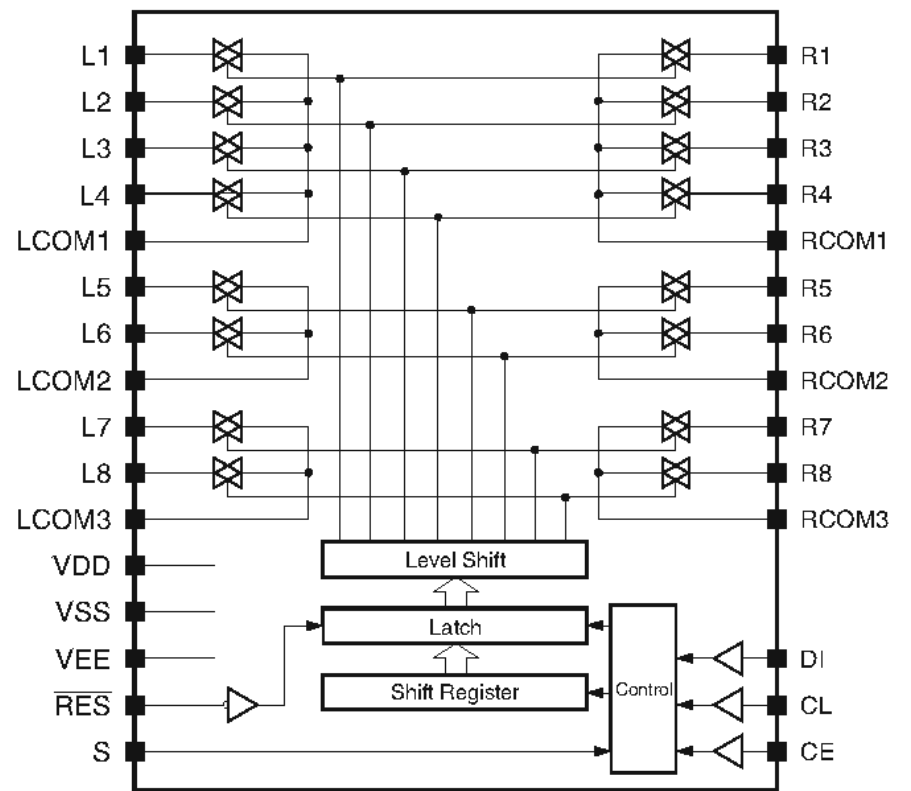 L1
R1
L2
R2
L3
R3
L4
R4
LCOM1
RCOM1
L5
R5
L6
R6
LCOM2
RCOM2
L7
R7
L8
R8
LCOM3
RCOM3
VDD
Level Shift
VSS
Latch
VEE
DI
RES
Shift Register
Control
CL
S
CE